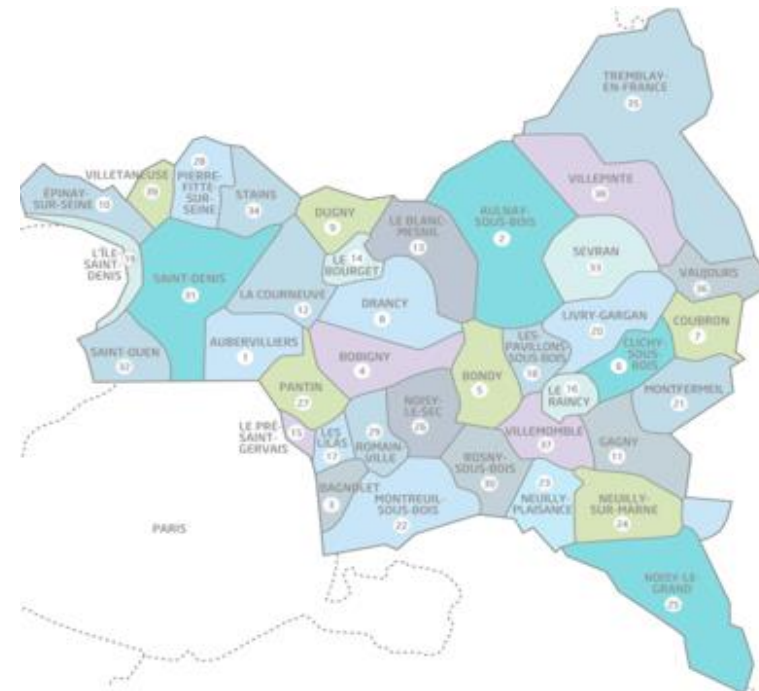 TREMBLAY-
EN-FRANCE
35
VILLETANEUSE
39
28
PIERRE-
FITTE-
SUR-
SEINE
ÉPINAY-
SUR-SEINE
10
STAINS
34
VILLEPINTE
38
DUGNY
9
LE BLANC-
MESNIL
13
AULNAY-
SOUS-BOIS
2
L'ÎLE
SAINT-
DENIS
19
SAINT-DENIS
31
14
LE
BOURGET
SEVRAN
33
VAUJOURS
36
LA COURNEUVE
12
DRANCY
8
LIVRY-GARGAN
20
COUBRON
7
SAINT-OUEN
32
AUBERVILLIERS
1
BOBIGNY
4
LES-
PAVILLONS-
SOUS-BOIS
18
CLICHY-
SOUS-
BOIS
6
BONDY
5
PANTIN
27
LE
RAINCY
16
MONTFERMEIL
21
NOISY-
LE-SEC
26
LE PRÉ-
SAINT-
GERVAIS
15
LES
LILAS
17
29
ROMAIN-
VILLE
VILLEMOMBLE
37
GAGNY
11
ROSNY-
SOUS-BOIS
30
BAGNOLET
3
MONTREUIL-
SOUS-BOIS
22
23
NEUILLY-
PLAISANCE
NEUILLY-
SUR-MARNE
24
PARIS
NOISY-LE-
GRAND
25